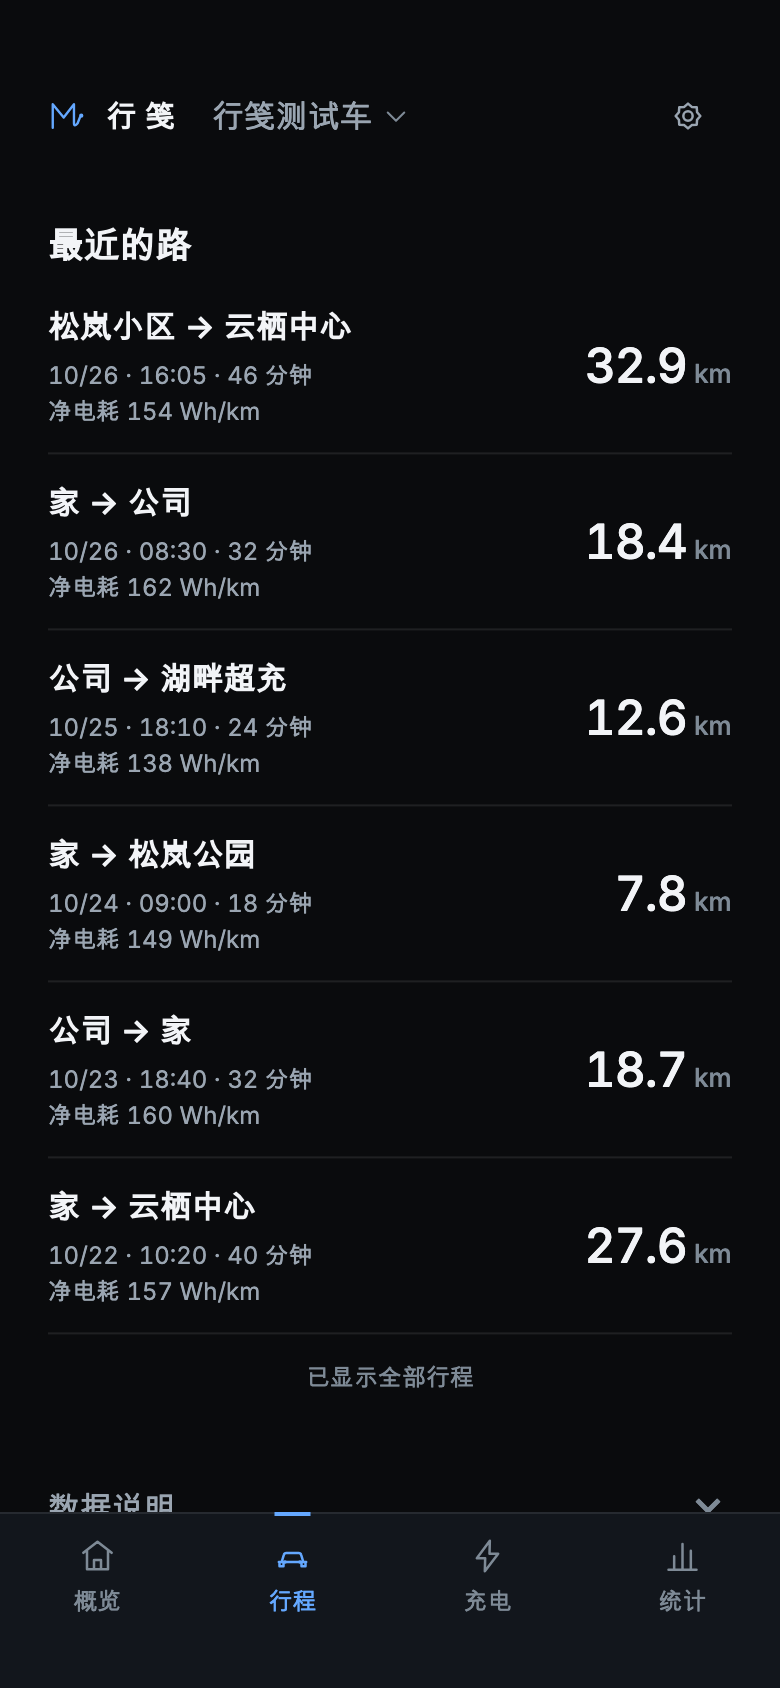 行笺 行笺测试车
最近的路
松岚小区 → 云栖中心
10/26 · 16:05 · 46 分钟
净电耗 154 Wh/km
32.9 km
家 → 公司
10/26 · 08:30 · 32 分钟
净电耗 162 Wh/km
18.4 km
公司 → 湖畔超充
10/25 · 18:10 · 24 分钟
净电耗 138 Wh/km
12.6 km
家 → 松岚公园
10/24 · 09:00 · 18 分钟
净电耗 149 Wh/km
7.8 km
公司 → 家
10/23 · 18:40 · 32 分钟
净电耗 160 Wh/km
18.7 km
家 → 云栖中心
10/22 · 10:20 · 40 分钟
净电耗 157 Wh/km
27.6 km
已显示全部行程
数据说明
概览 行程 充电 统计